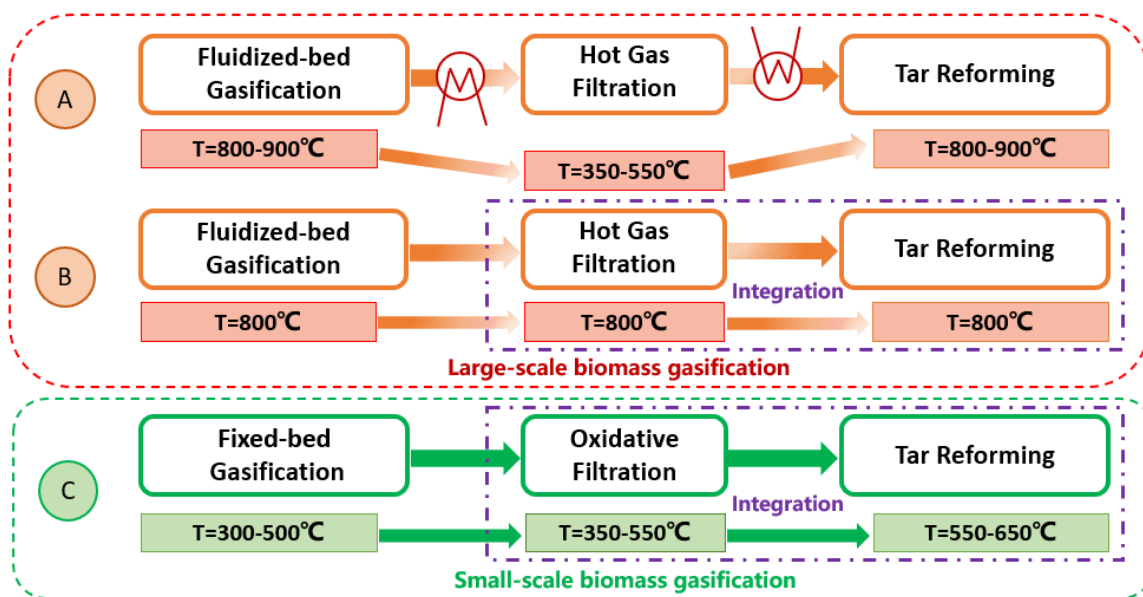 A
Fluidized-bed
Gasification
Hot Gas
Filtration
Tar Reforming
T=800-900℃
T=350-550℃
T=800-900℃
B
Fluidized-bed
Gasification
Hot Gas
Filtration
Tar Reforming
Integration
T=800℃
T=800℃
T=800℃
Large-scale biomass gasification
C
Fixed-bed
Gasification
Oxidative
Filtration
Tar Reforming
Integration
T=300-500℃
T=350-550℃
T=550-650℃
Small-scale biomass gasification